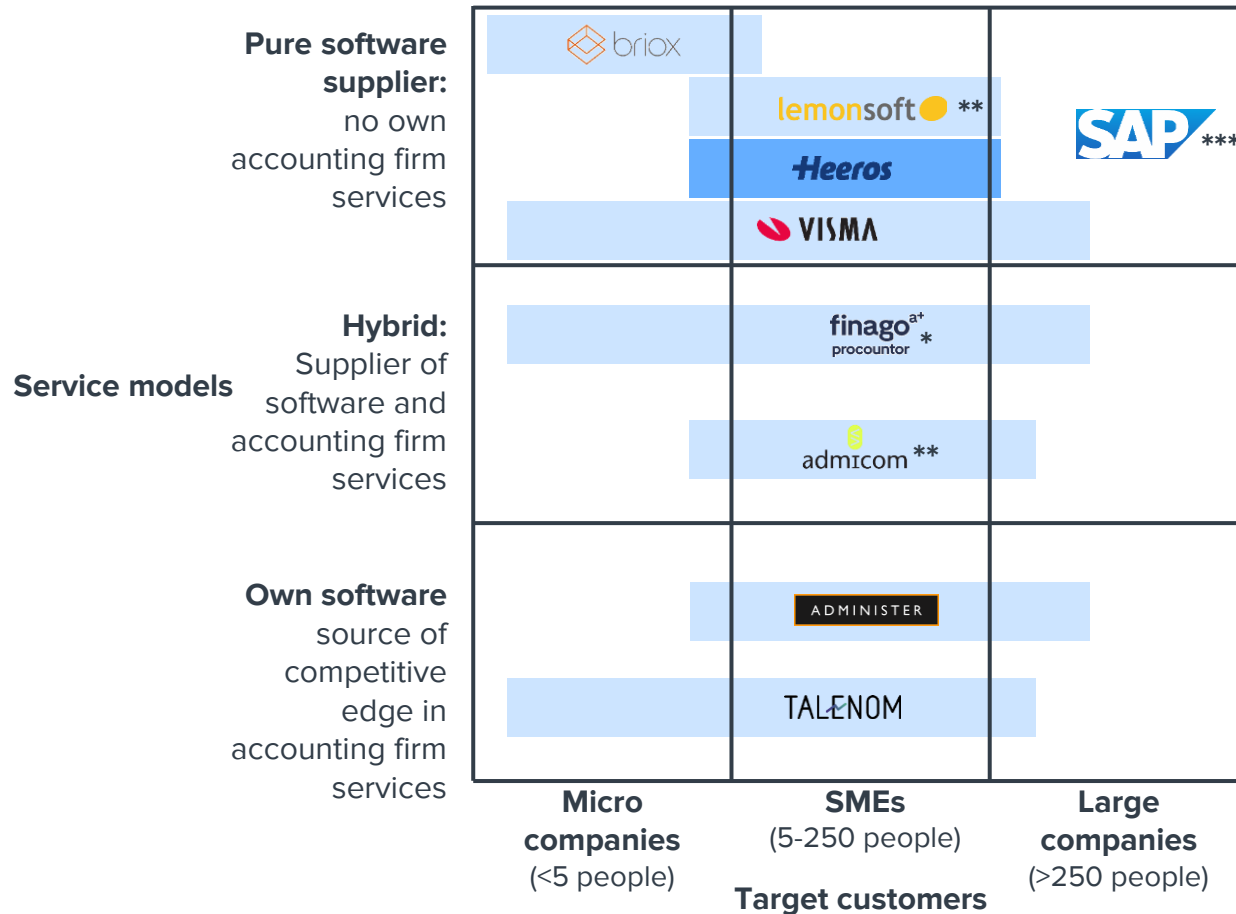 Pure software
supplier:
no own
accounting firm
services
briox
lemonsoft **
Heeros
VISMA
SAP ***
Service models
Hybrid:
Supplier of
software and
accounting firm
services
finago a+ *
procountor
admicom **
Own software
source of
competitive
edge in
accounting firm
services
ADMINISTER
TALENOM
Micro
companies
(<5 people)
SMEs
(5-250 people)
Large
companies
(>250 people)
Target customers